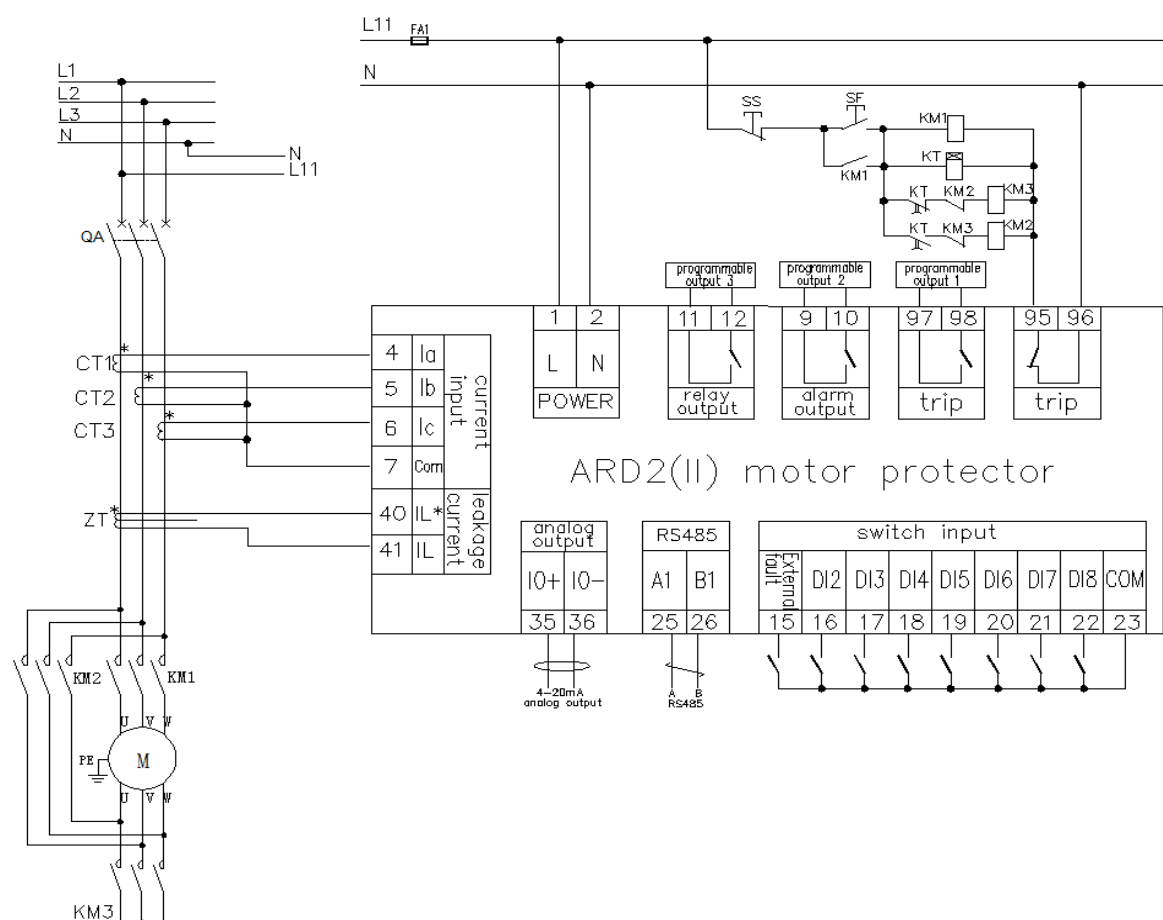 L11 FA1
N
L1
L2
L3
N
N
L11
QA
SS SF KM1
KM1 KT
KT KM2 KM3
KT KM3 KM2
programmable
output 3
programmable
output 2
programmable
output 1
1 2 11 12 9 10 97 98 95 96
L N
POWER
relay
output
alarm
output
trip
trip
CT1
CT2
CT3
ZT
4 Ia
5 Ib
6 Ic
7 Com
current
input
40 IL*
41 IL
leakage
current
* * * *
ARD2(II) motor protector
analog
output
IO+ IO-
35 36
4-20mA
analog output
RS485
A1 B1
25 26
A B
RS485
switch input
External
fault
DI2 DI3 DI4 DI5 DI6 DI7 DI8 COM
15 16 17 18 19 20 21 22 23
KM2 KM1
U V W
PE M
U V W
KM3